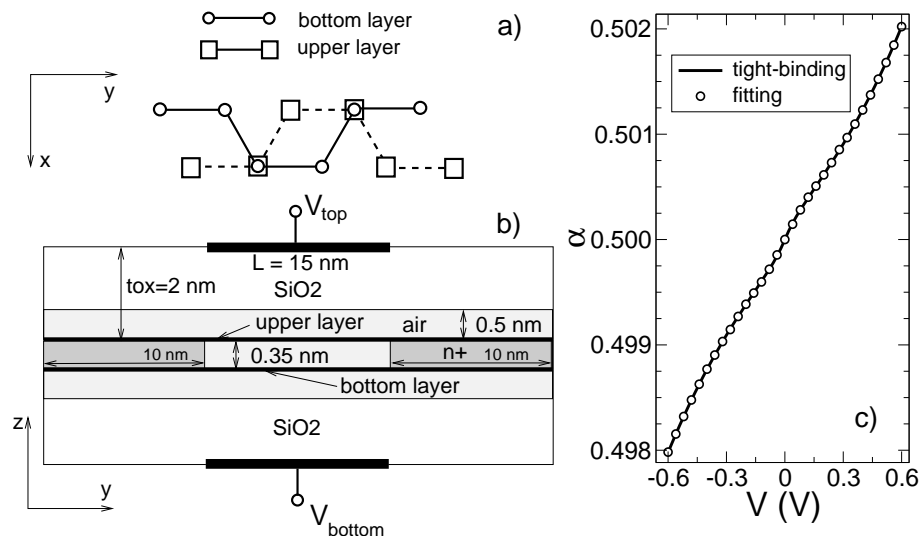 bottom layer
upper layer
a)
y
x
b)
V_top
L = 15 nm
tox=2 nm
SiO2
upper layer
air
0.5 nm
10 nm
0.35 nm
n+
10 nm
bottom layer
z
SiO2
y
V_bottom
0.502
tight-binding
fitting
0.501
α
0.500
0.499
c)
0.498
-0.6 -0.3 0 0.3 0.6
V (V)